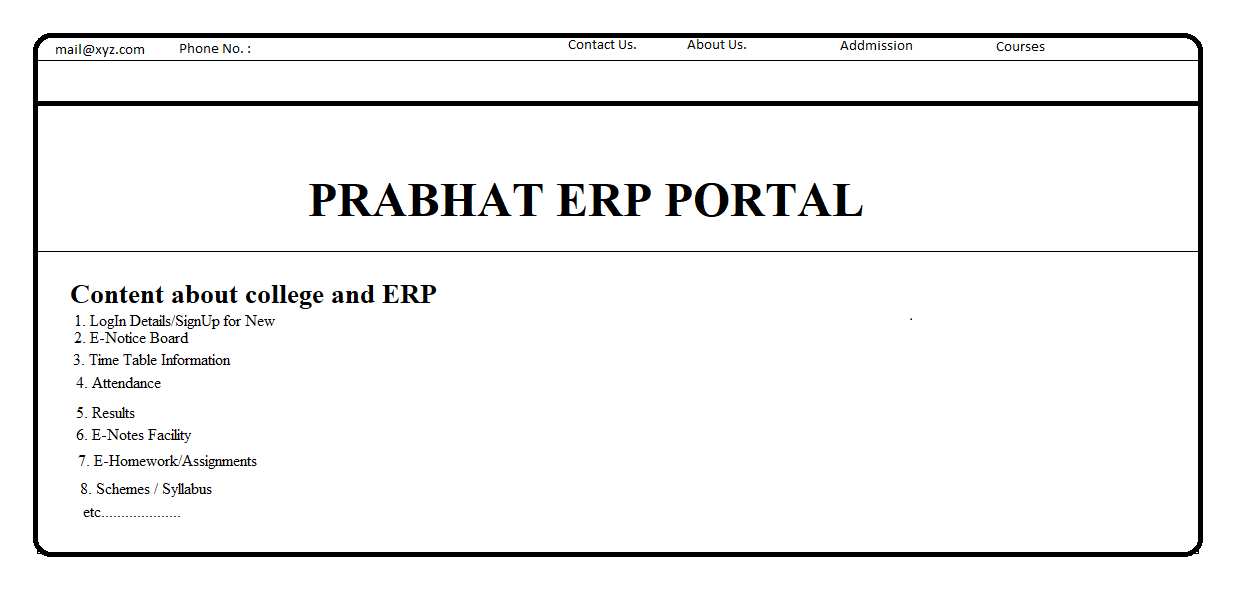 mail@xyz.com Phone No. : Contact Us. About Us. Addmission Courses
PRABHAT ERP PORTAL
Content about college and ERP
1. LogIn Details/SignUp for New
2. E-Notice Board
3. Time Table Information
4. Attendance
5. Results
6. E-Notes Facility
7. E-Homework/Assignments
8. Schemes / Syllabus
etc....................